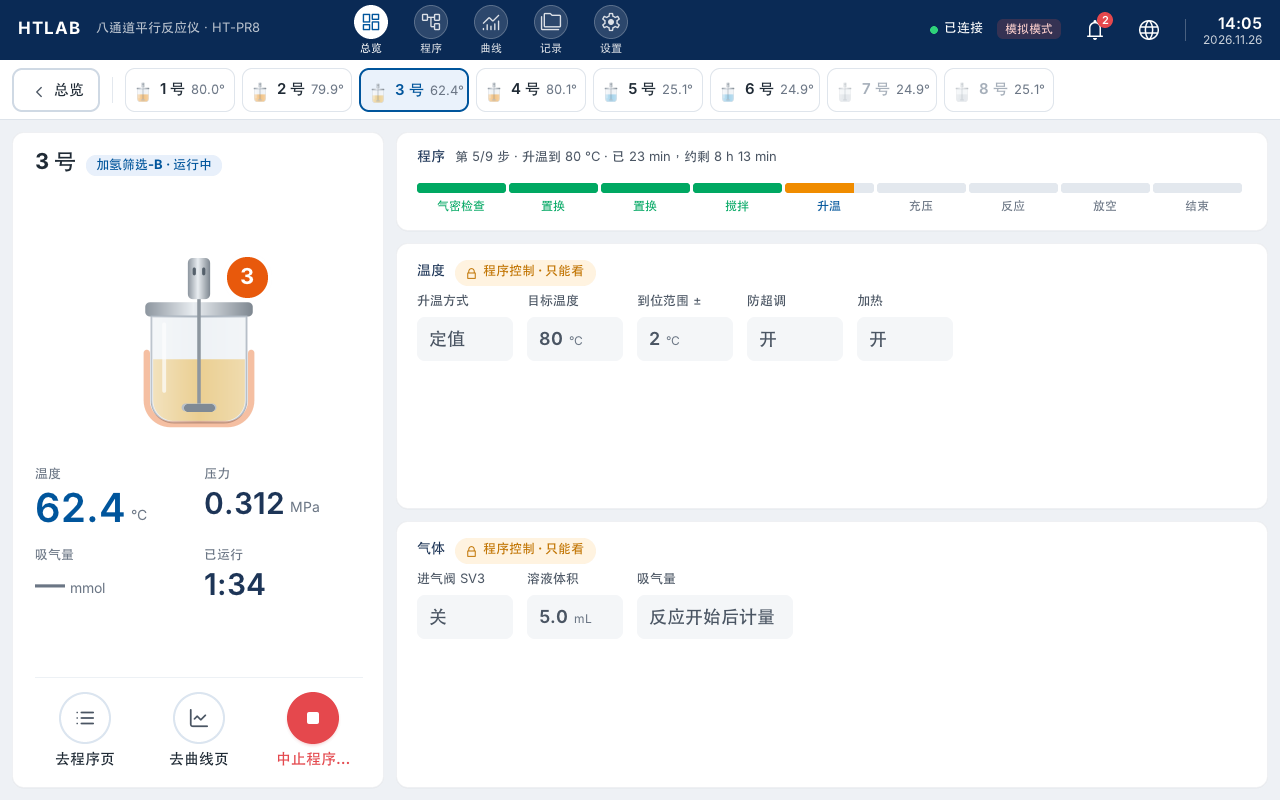 HTLAB 八通道平行反应仪 · HT-PR8
总览 程序 曲线 记录 设置
已连接 模拟模式 2 14:05
2026.11.26
总览 1 号 80.0° 2 号 79.9° 3 号 62.4° 4 号 80.1° 5 号 25.1° 6 号 24.9° 7 号 24.9° 8 号 25.1°
3 号 加氢筛选-B · 运行中
3
温度 压力
62.4 °C 0.312 MPa
吸气量 已运行
— mmol 1:34
去程序页 去曲线页 中止程序…
程序 第 5/9 步 · 升温到 80 °C · 已 23 min · 约剩 8 h 13 min
气密检查 置换 置换 搅拌 升温 充压 反应 放空 结束
温度 程序控制 · 只能看
升温方式 目标温度 到位范围 ± 防超调 加热
定值 80 °C 2 °C 开 开
气体 程序控制 · 只能看
进气阀 SV3 溶液体积 吸气量
关 5.0 mL 反应开始后计量